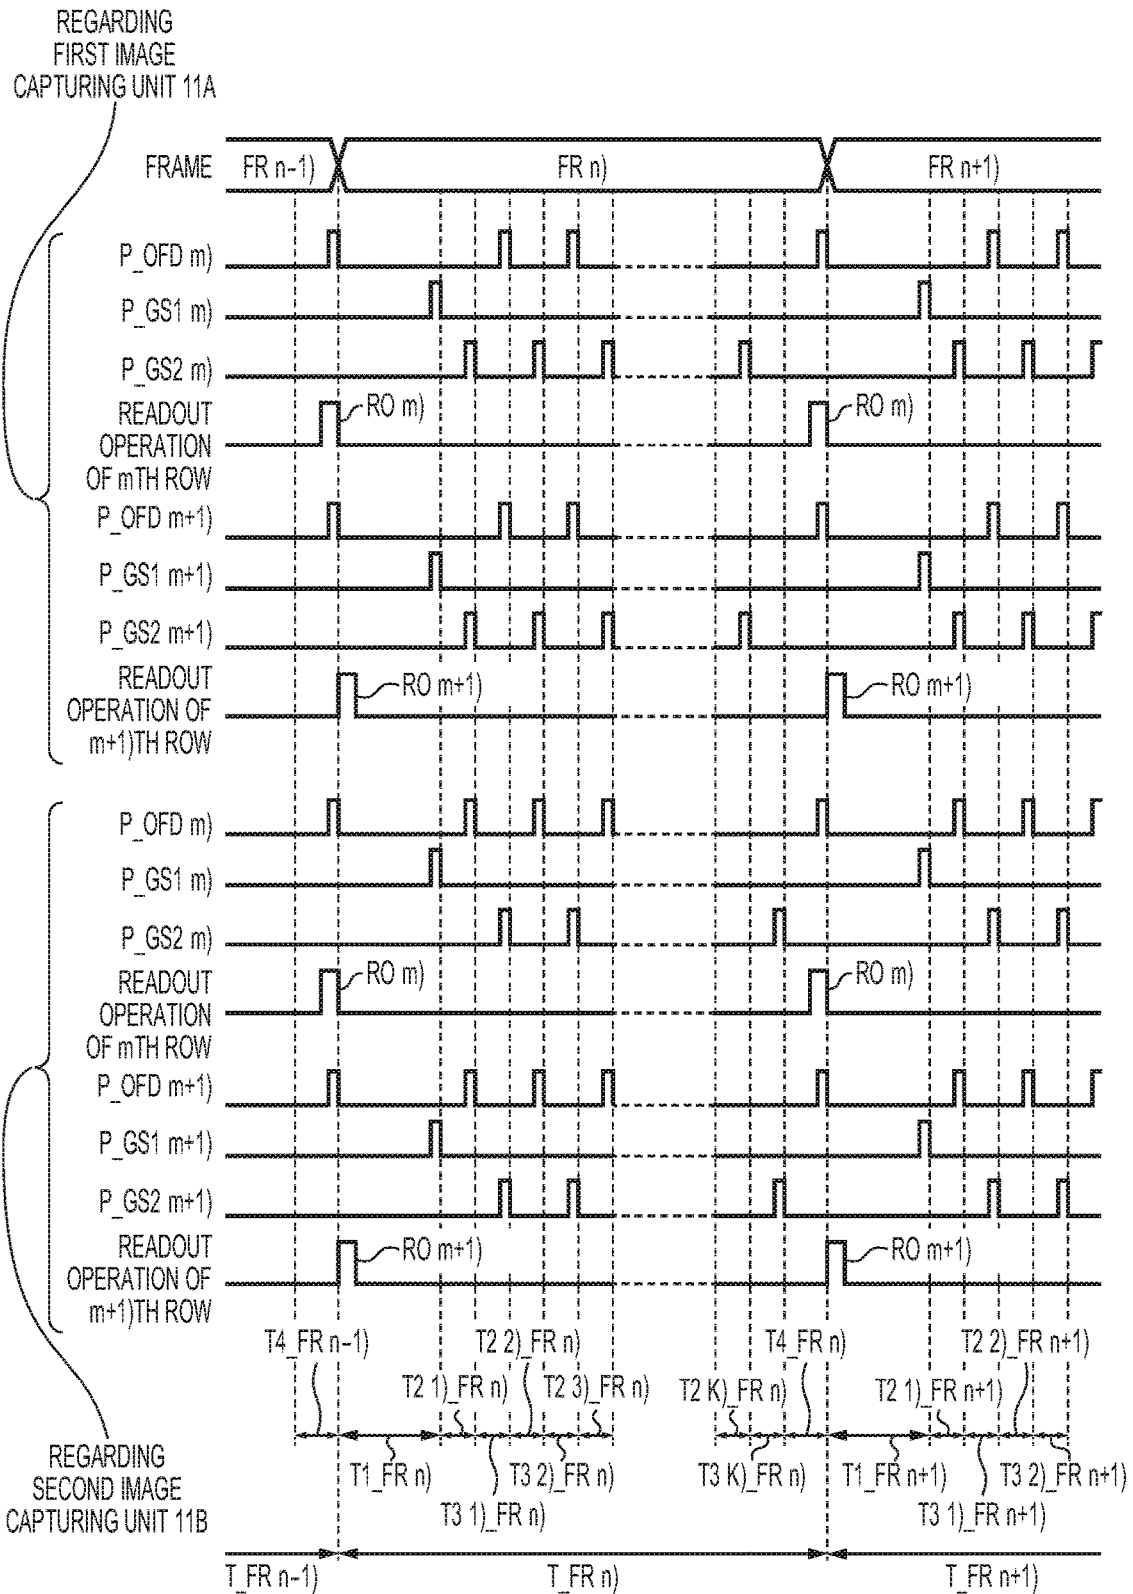 REGARDING
FIRST IMAGE
CAPTURING UNIT 11A
FRAME
FR n−1)
FR n)
FR n+1)
P_OFD m)
P_GS1 m)
P_GS2 m)
READOUT
OPERATION
OF mTH ROW
RO m)
RO m)
P_OFD m+1)
P_GS1 m+1)
P_GS2 m+1)
READOUT
OPERATION OF
m+1)TH ROW
RO m+1)
RO m+1)
P_OFD m)
P_GS1 m)
P_GS2 m)
READOUT
OPERATION
OF mTH ROW
RO m)
RO m)
P_OFD m+1)
P_GS1 m+1)
P_GS2 m+1)
READOUT
OPERATION OF
m+1)TH ROW
RO m+1)
RO m+1)
T4_FR n−1)
T2 2)_FR n)
T4_FR n)
T2 2)_FR n+1)
T2 1)_FR n)
T2 3)_FR n)
T2 K)_FR n)
T2 1)_FR n+1)
T1_FR n)
T3 2)_FR n)
T3 K)_FR n)
T1_FR n+1)
T3 2)_FR n+1)
T3 1)_FR n)
T3 1)_FR n+1)
REGARDING
SECOND IMAGE
CAPTURING UNIT 11B
T_FR n−1)
T_FR n)
T_FR n+1)